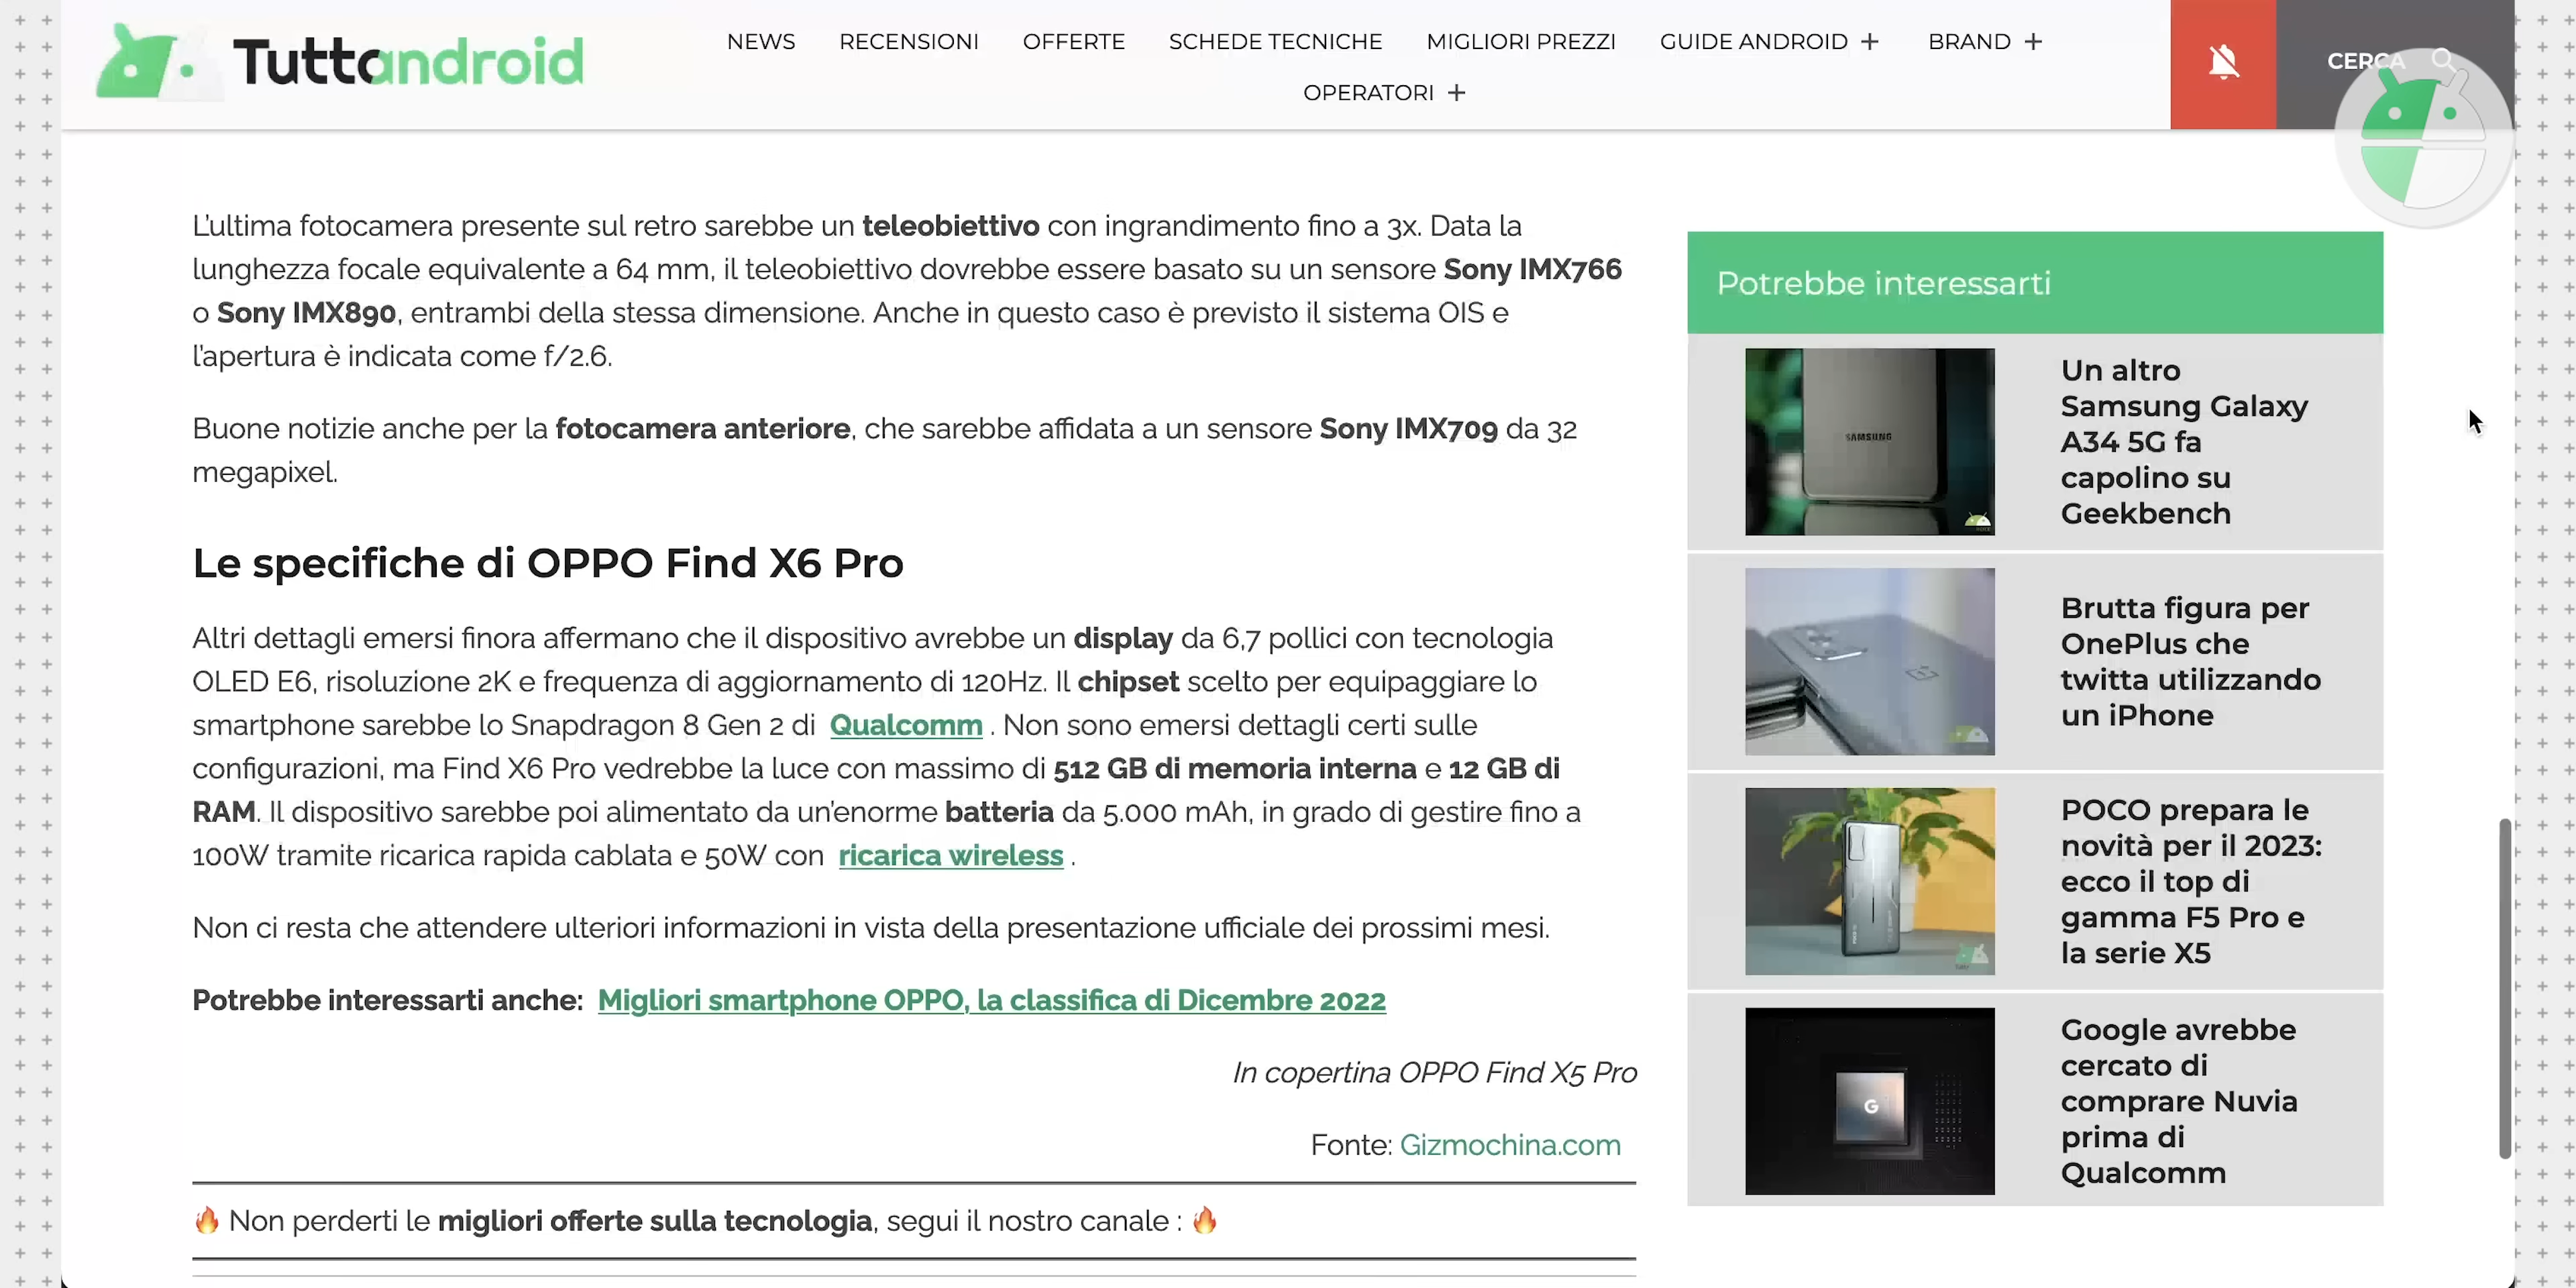 Tuttoandroid
NEWS
RECENSIONI
OFFERTE
SCHEDE TECNICHE
MIGLIORI PREZZI
GUIDE ANDROID +
BRAND +
OPERATORI +
CERCA
L'ultima fotocamera presente sul retro sarebbe un teleobiettivo con ingrandimento fino a 3x. Data la
lunghezza focale equivalente a 64 mm, il teleobiettivo dovrebbe essere basato su un sensore Sony IMX766
o Sony IMX890, entrambi della stessa dimensione. Anche in questo caso è previsto il sistema OIS e
l'apertura è indicata come f/2.6.
Buone notizie anche per la fotocamera anteriore, che sarebbe affidata a un sensore Sony IMX709 da 32
megapixel.
Le specifiche di OPPO Find X6 Pro
Altri dettagli emersi finora affermano che il dispositivo avrebbe un display da 6,7 pollici con tecnologia
OLED E6, risoluzione 2K e frequenza di aggiornamento di 120Hz. Il chipset scelto per equipaggiare lo
smartphone sarebbe lo Snapdragon 8 Gen 2 di Qualcomm . Non sono emersi dettagli certi sulle
configurazioni, ma Find X6 Pro vedrebbe la luce con massimo di 512 GB di memoria interna e 12 GB di
RAM. Il dispositivo sarebbe poi alimentato da un'enorme batteria da 5.000 mAh, in grado di gestire fino a
100W tramite ricarica rapida cablata e 50W con ricarica wireless .
Non ci resta che attendere ulteriori informazioni in vista della presentazione ufficiale dei prossimi mesi.
Potrebbe interessarti anche: Migliori smartphone OPPO, la classifica di Dicembre 2022
In copertina OPPO Find X5 Pro
Fonte: Gizmochina.com
🔥 Non perderti le migliori offerte sulla tecnologia, segui il nostro canale : 🔥
Potrebbe interessarti
SAMSUNG
Un altro
Samsung Galaxy
A34 5G fa
capolino su
Geekbench
Brutta figura per
OnePlus che
twitta utilizzando
un iPhone
POCO prepara le
novità per il 2023:
ecco il top di
gamma F5 Pro e
la serie X5
G
Google avrebbe
cercato di
comprare Nuvia
prima di
Qualcomm